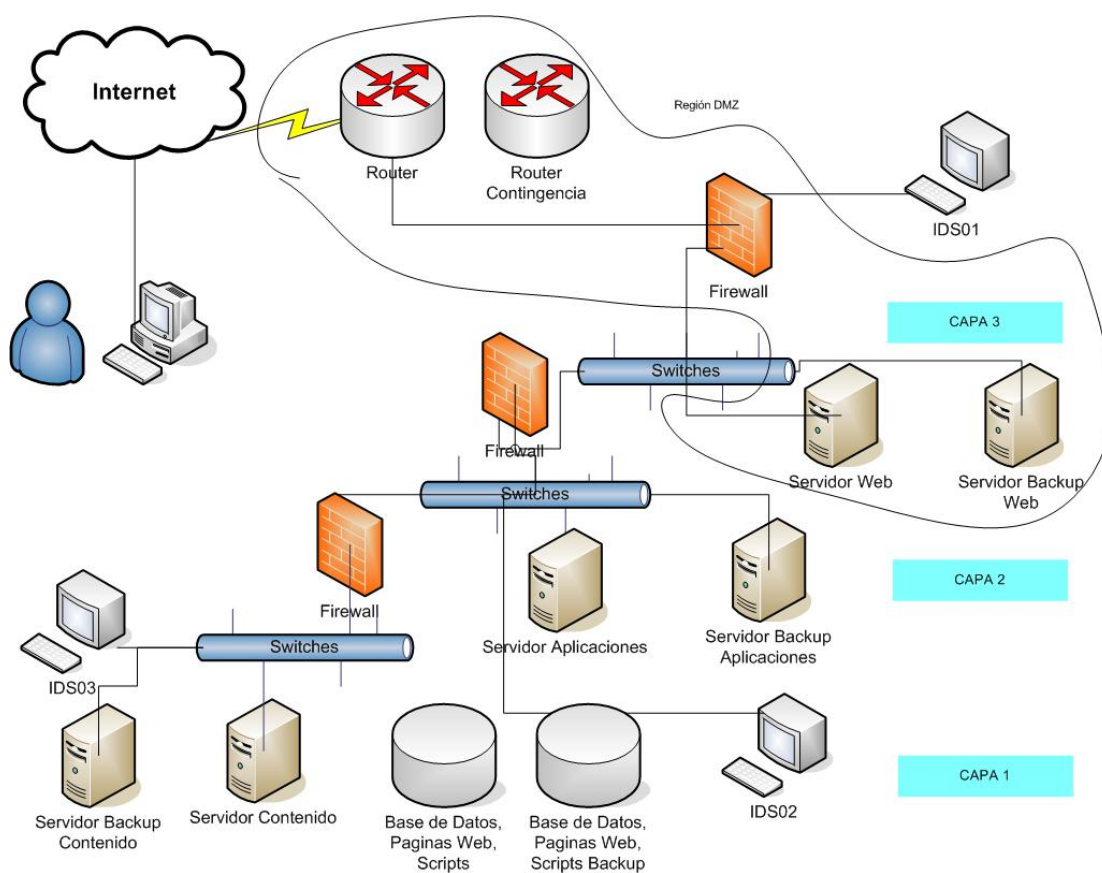 Internet
Router
Router
Contingencia
Región DMZ
IDS01
Firewall
CAPA 3
Switches
Firewall
Servidor Web
Servidor Backup
Web
Switches
Firewall
CAPA 2
Servidor Aplicaciones
Servidor Backup
Aplicaciones
Switches
IDS03
Servidor Backup
Contenido
Servidor Contenido
Base de Datos,
Paginas Web,
Scripts
Base de Datos,
Paginas Web,
Scripts Backup
IDS02
CAPA 1